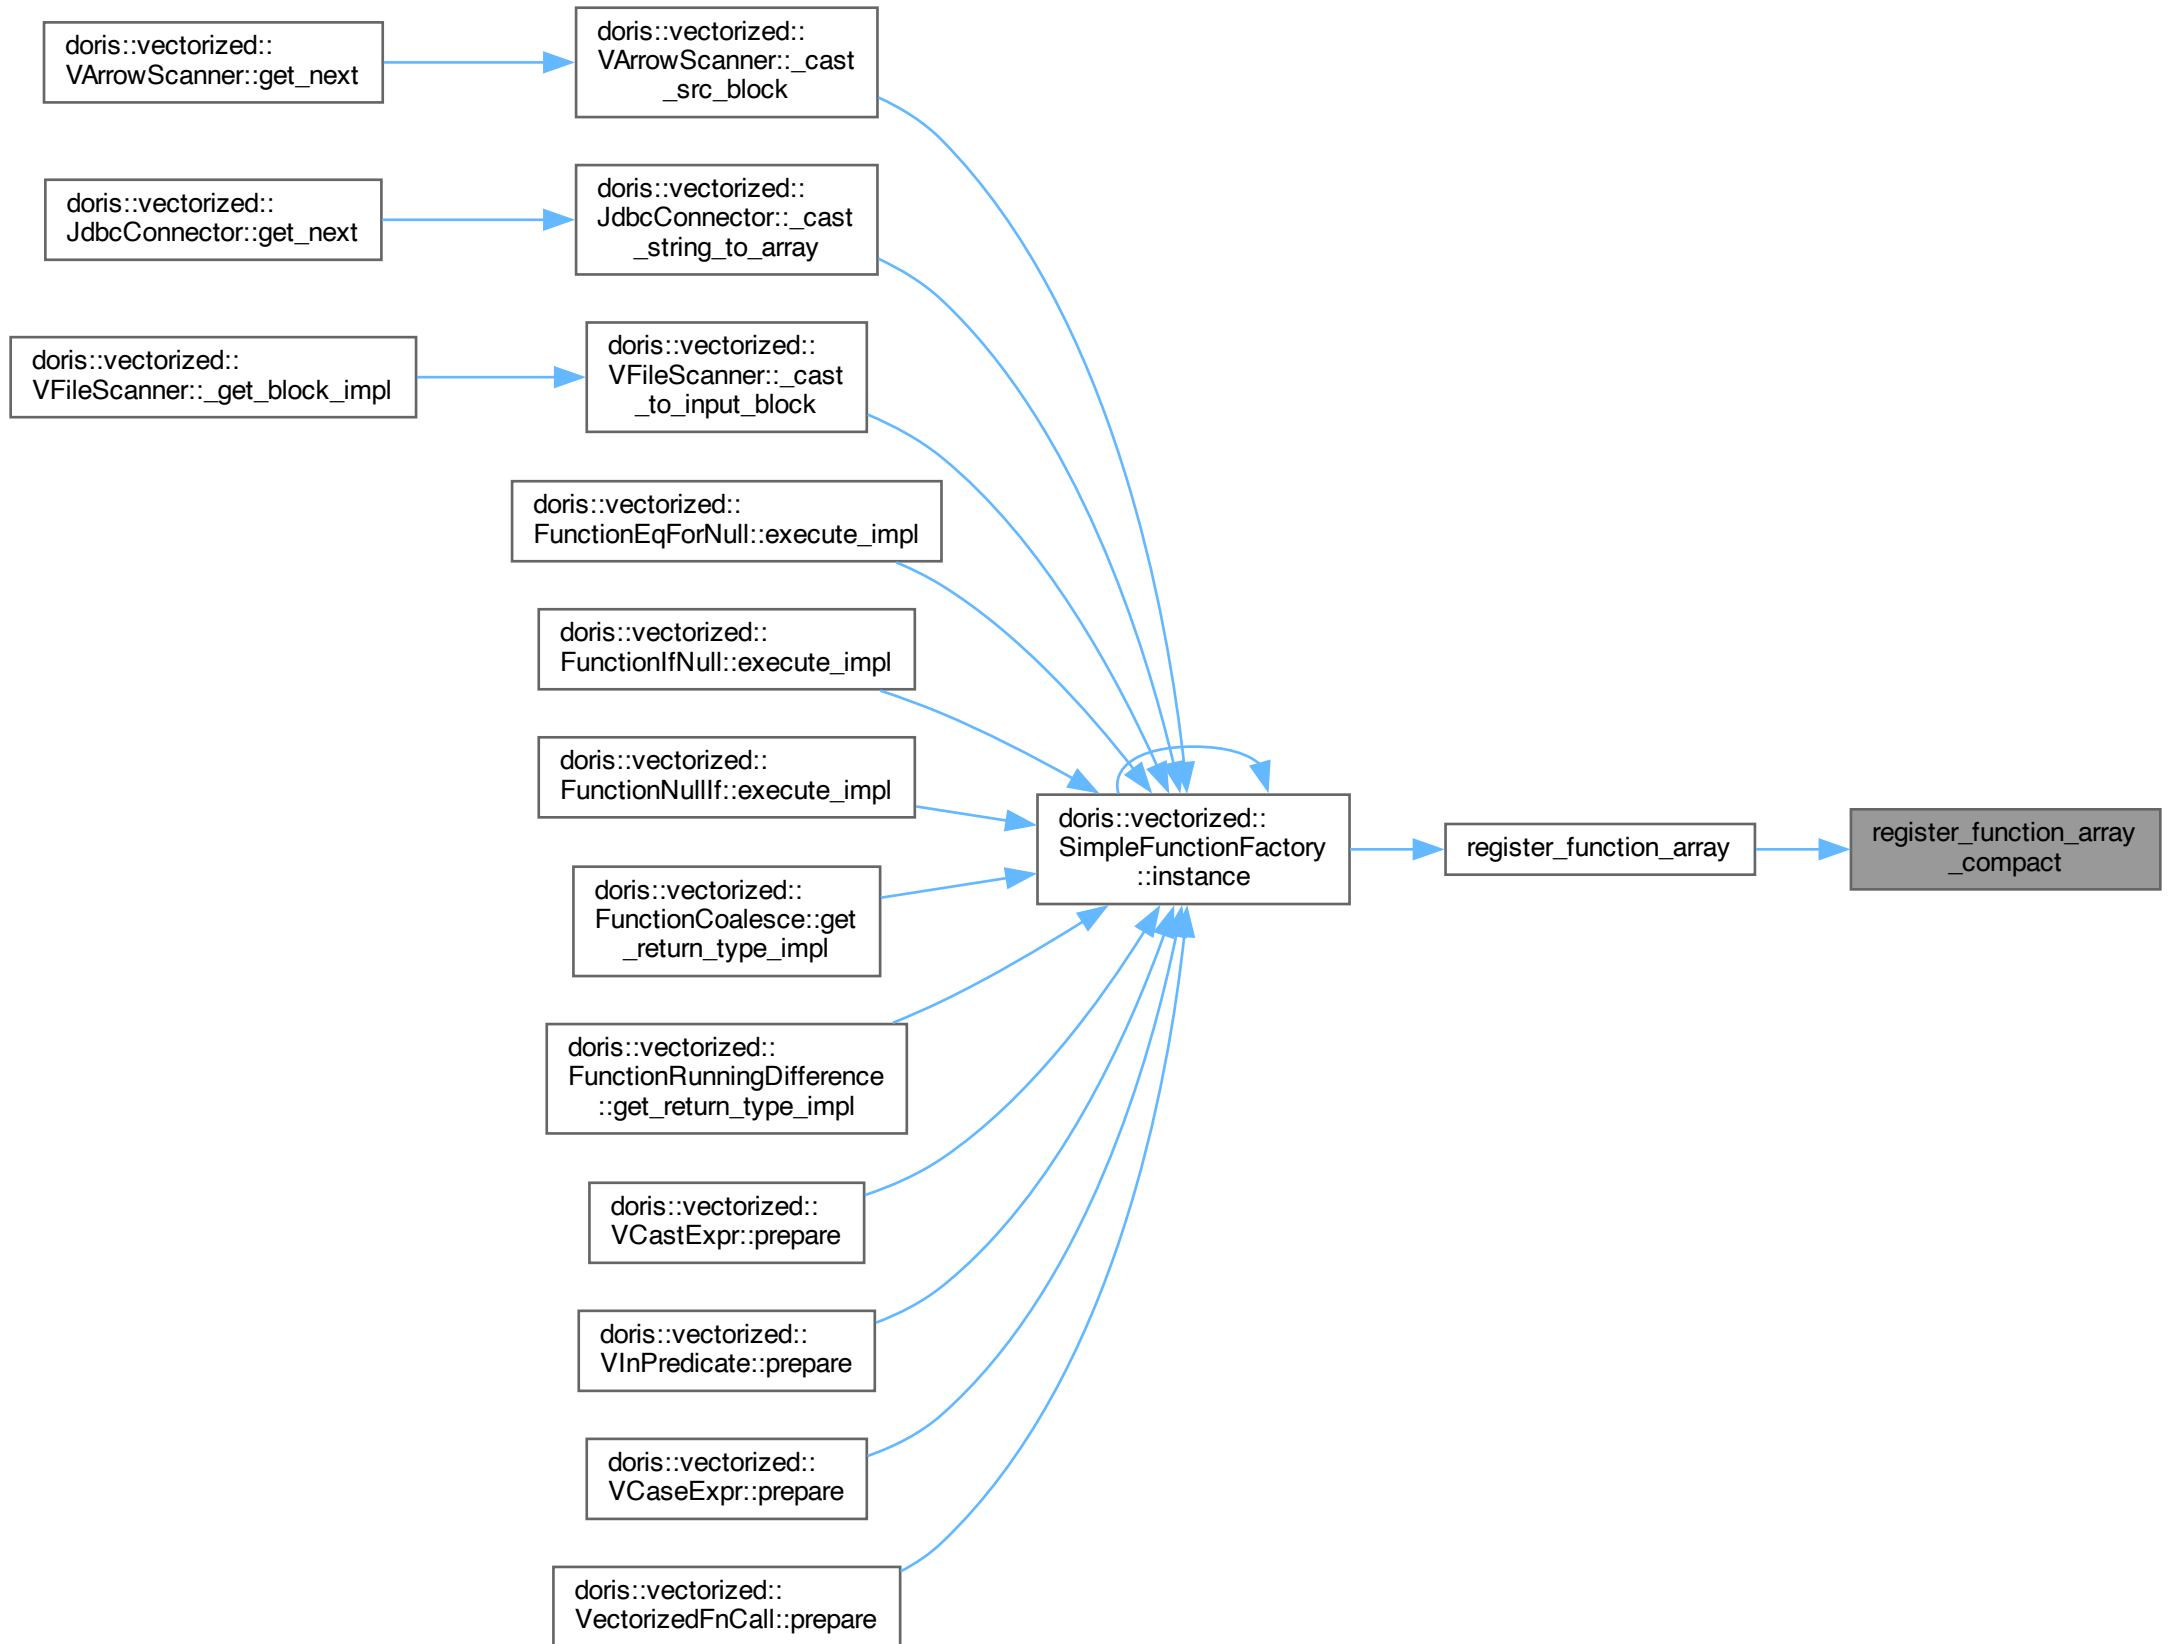 doris::vectorized::
VArrowScanner::get_next
doris::vectorized::
VArrowScanner::_cast
_src_block
doris::vectorized::
JdbcConnector::get_next
doris::vectorized::
JdbcConnector::_cast
_string_to_array
doris::vectorized::
VFileScanner::_get_block_impl
doris::vectorized::
VFileScanner::_cast
_to_input_block
doris::vectorized::
FunctionEqForNull::execute_impl
doris::vectorized::
FunctionIfNull::execute_impl
doris::vectorized::
FunctionNullIf::execute_impl
doris::vectorized::
FunctionCoalesce::get
_return_type_impl
doris::vectorized::
FunctionRunningDifference
::get_return_type_impl
doris::vectorized::
VCastExpr::prepare
doris::vectorized::
VInPredicate::prepare
doris::vectorized::
VCaseExpr::prepare
doris::vectorized::
VectorizedFnCall::prepare
doris::vectorized::
SimpleFunctionFactory
::instance
register_function_array
register_function_array
_compact